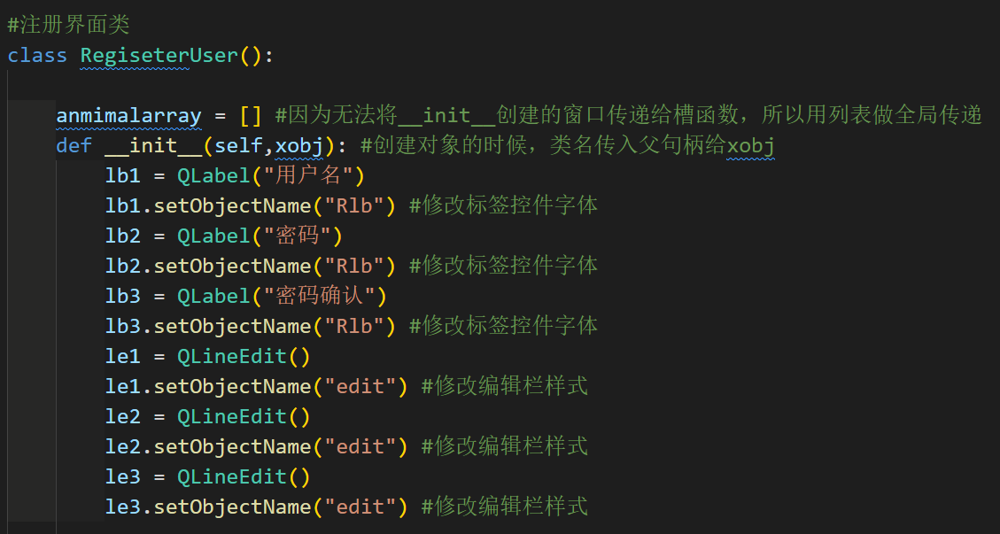 #注册界面类
class RegiseterUser():
anmimalarray = [] #因为无法将__init__创建的窗口传递给槽函数，所以用列表做全局传递
def __init__(self,xobj): #创建对象的时候，类名传入父句柄给xobj
lb1 = QLabel("用户名")
lb1.setObjectName("Rlb") #修改标签控件字体
lb2 = QLabel("密码")
lb2.setObjectName("Rlb") #修改标签控件字体
lb3 = QLabel("密码确认")
lb3.setObjectName("Rlb") #修改标签控件字体
le1 = QLineEdit()
le1.setObjectName("edit") #修改编辑栏样式
le2 = QLineEdit()
le2.setObjectName("edit") #修改编辑栏样式
le3 = QLineEdit()
le3.setObjectName("edit") #修改编辑栏样式